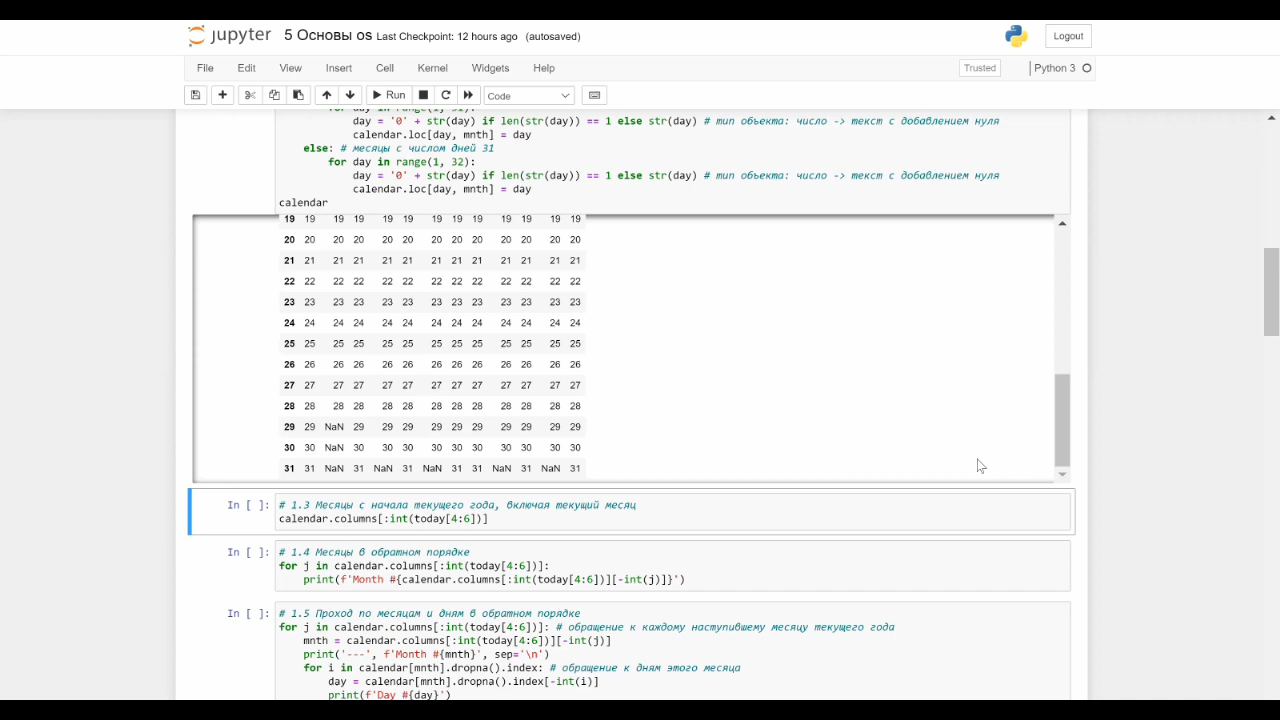 jupyter 5 Основы os Last Checkpoint: 12 hours ago (autosaved) Logout
File Edit View Insert Cell Kernel Widgets Help Trusted Python 3
Run Code
for day in range(1, 31):
day = '0' + str(day) if len(str(day)) == 1 else str(day) # тип объекта: число -> текст с добавлением нуля
calendar.loc[day, mnth] = day
else: # месяцы с числом дней 31
for day in range(1, 32):
day = '0' + str(day) if len(str(day)) == 1 else str(day) # тип объекта: число -> текст с добавлением нуля
calendar.loc[day, mnth] = day
calendar
19 19 19 19 19 19 19 19 19 19 19 19 19
20 20 20 20 20 20 20 20 20 20 20 20 20
21 21 21 21 21 21 21 21 21 21 21 21 21
22 22 22 22 22 22 22 22 22 22 22 22 22
23 23 23 23 23 23 23 23 23 23 23 23 23
24 24 24 24 24 24 24 24 24 24 24 24 24
25 25 25 25 25 25 25 25 25 25 25 25 25
26 26 26 26 26 26 26 26 26 26 26 26 26
27 27 27 27 27 27 27 27 27 27 27 27 27
28 28 28 28 28 28 28 28 28 28 28 28 28
29 29 NaN 29 29 29 29 29 29 29 29 29 29
30 30 NaN 30 30 30 30 30 30 30 30 30 30
31 31 NaN 31 NaN 31 NaN 31 31 NaN 31 NaN 31
In [ ]: # 1.3 Месяцы с начала текущего года, включая текущий месяц
calendar.columns[:int(today[4:6])]
In [ ]: # 1.4 Месяцы в обратном порядке
for j in calendar.columns[:int(today[4:6])]:
print(f'Month #{calendar.columns[:int(today[4:6])][-int(j)]}')
In [ ]: # 1.5 Проход по месяцам и дням в обратном порядке
for j in calendar.columns[:int(today[4:6])]: # обращение к каждому наступившему месяцу текущего года
mnth = calendar.columns[:int(today[4:6])][-int(j)]
print('---', f'Month #{mnth}', sep='\n')
for i in calendar[mnth].dropna().index: # обращение к дням этого месяца
day = calendar[mnth].dropna().index[-int(i)]
print(f'Day #{day}')